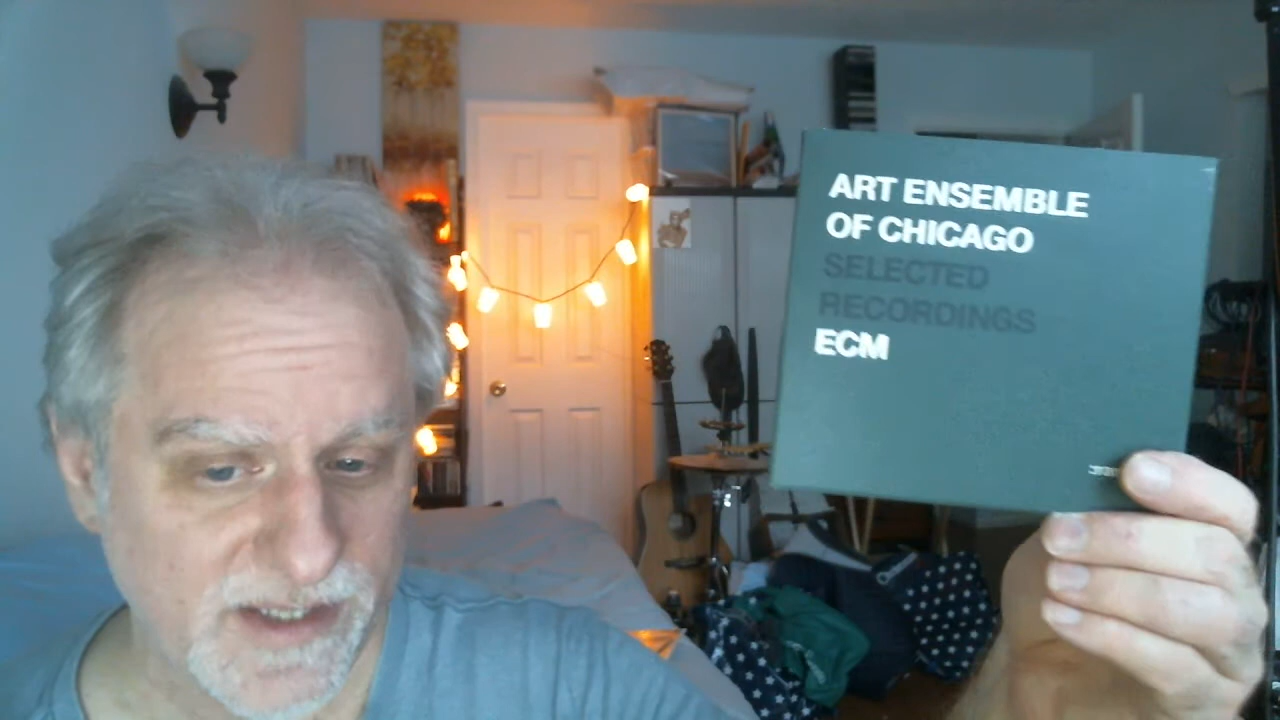 ART ENSEMBLE
OF CHICAGO
SELECTED
RECORDINGS
ECM